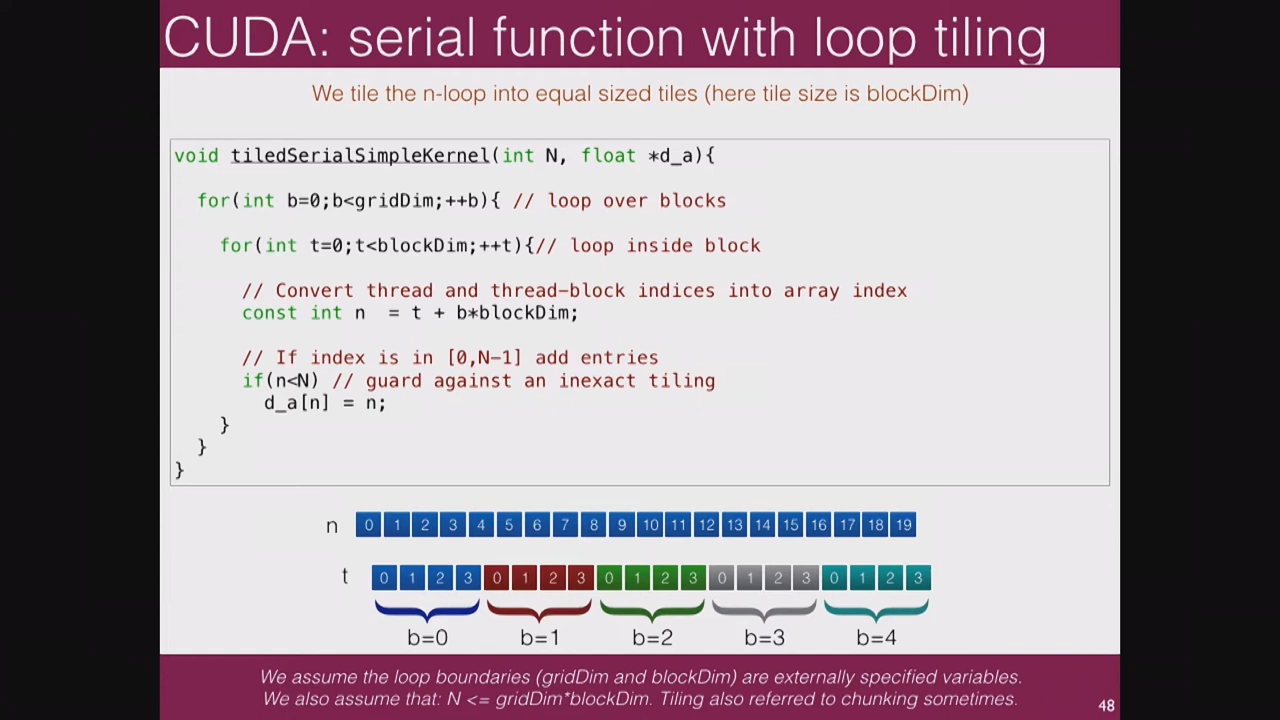 CUDA: serial function with loop tiling
We tile the n-loop into equal sized tiles (here tile size is blockDim)
void tiledSerialSimpleKernel(int N, float *d_a){
for(int b=0;b<gridDim;++b){ // loop over blocks
for(int t=0;t<blockDim;++t){// loop inside block
// Convert thread and thread-block indices into array index
const int n  = t + b*blockDim;
// If index is in [0,N-1] add entries
if(n<N) // guard against an inexact tiling
d_a[n] = n;
}
}
}
n 0 1 2 3 4 5 6 7 8 9 10 11 12 13 14 15 16 17 18 19
t 0 1 2 3 0 1 2 3 0 1 2 3 0 1 2 3 0 1 2 3
b=0 b=1 b=2 b=3 b=4
We assume the loop boundaries (gridDim and blockDim) are externally specified variables.
We also assume that: N <= gridDim*blockDim. Tiling also referred to chunking sometimes.
48